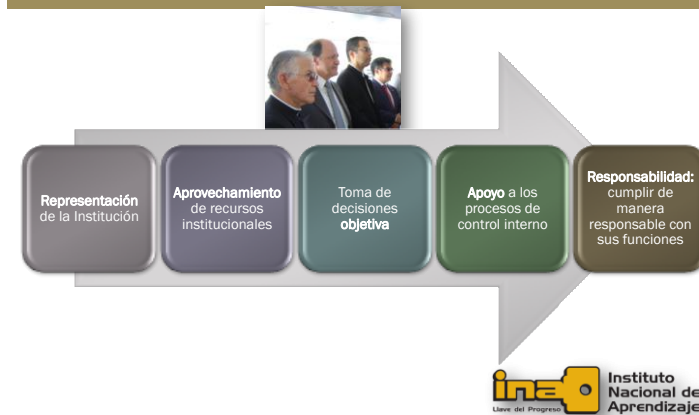 Representación
de la Institución
Aprovechamiento
de recursos
institucionales
Toma de
decisiones
objetiva
Apoyo a los
procesos de
control interno
Responsabilidad:
cumplir de
manera
responsable con
sus funciones
ina
Llave del Progreso
Instituto
Nacional de
Aprendizaje